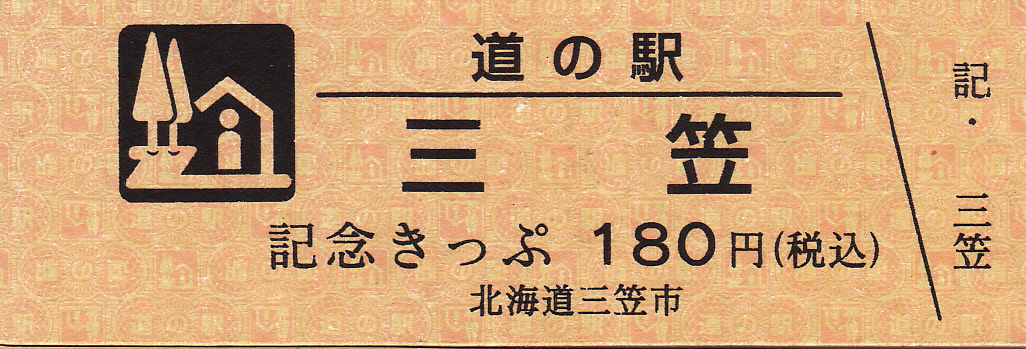 道の駅
三笠
記念きっぷ 180円(税込)
北海道三笠市
記・三笠